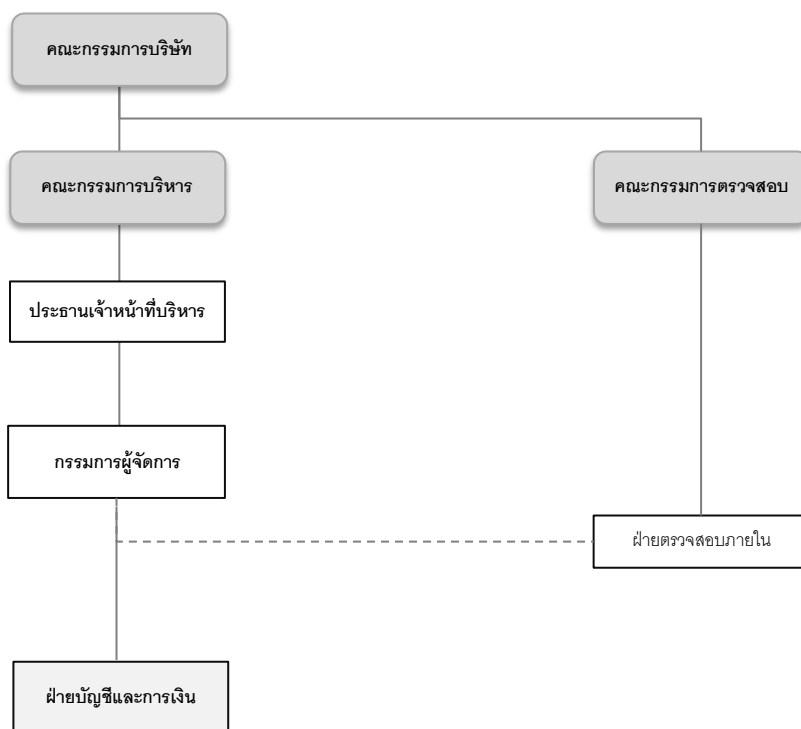 คณะกรรมการบริษัท
คณะกรรมการบริหาร
คณะกรรมการตรวจสอบ
ประธานเจ้าหน้าที่บริหาร
กรรมการผู้จัดการ
ฝ่ายตรวจสอบภายใน
ฝ่ายบัญชีและการเงิน